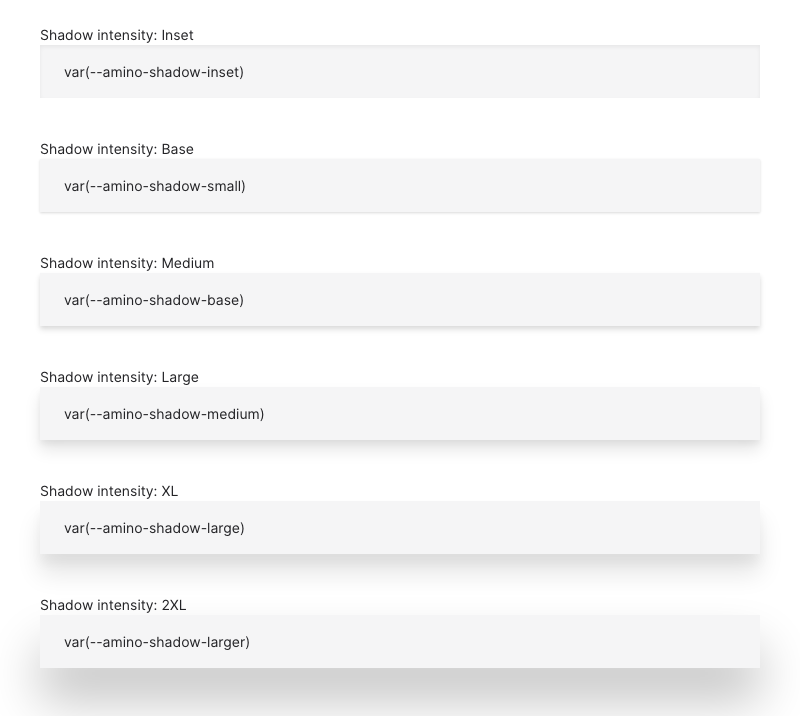 Shadow intensity: Inset
var(--amino-shadow-inset)
Shadow intensity: Base
var(--amino-shadow-small)
Shadow intensity: Medium
var(--amino-shadow-base)
Shadow intensity: Large
var(--amino-shadow-medium)
Shadow intensity: XL
var(--amino-shadow-large)
Shadow intensity: 2XL
var(--amino-shadow-larger)